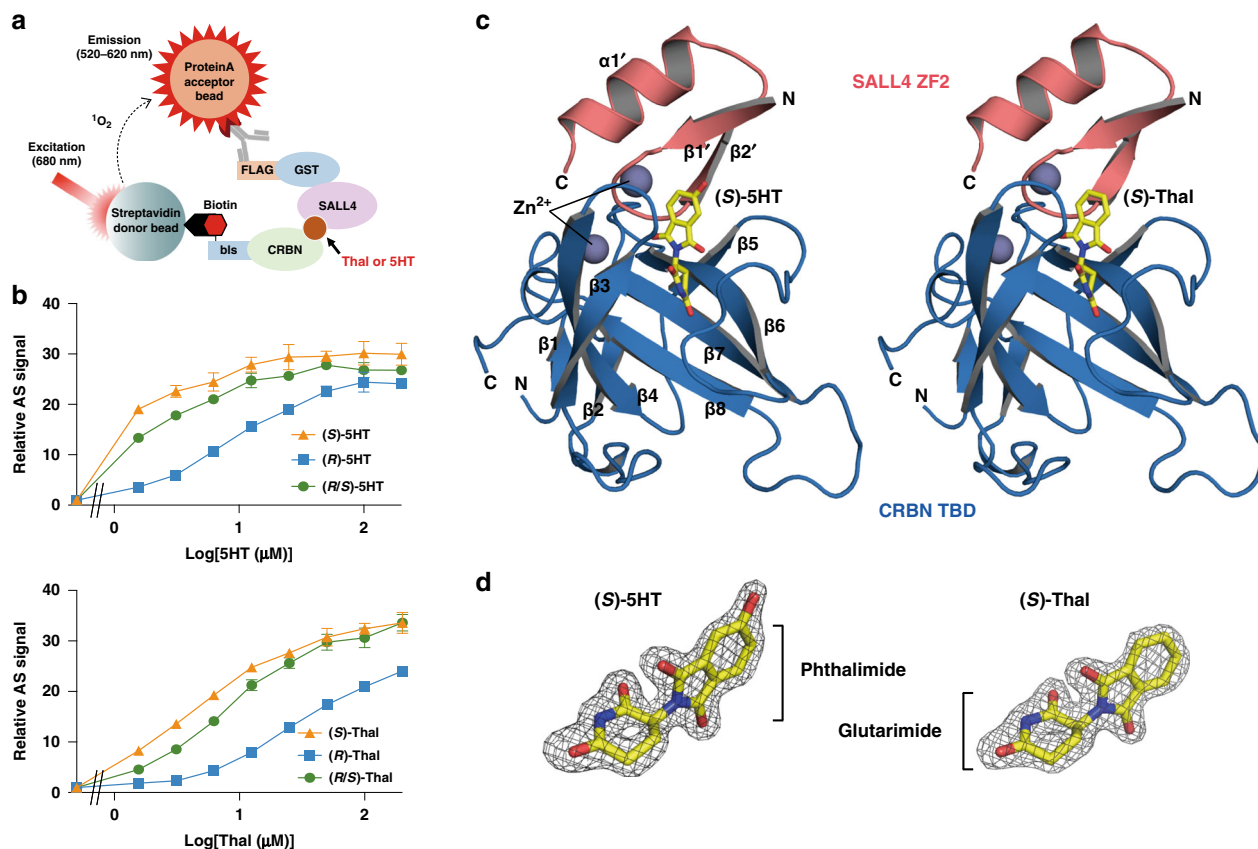 a
Emission
(520–620 nm)
ProteinA
acceptor
bead
¹O₂
Excitation
(680 nm)
FLAG
GST
SALL4
Biotin
Streptavidin
donor bead
bls
CRBN
Thal or 5HT
b
Relative AS signal
40
30
20
10
0
(S)-5HT
(R)-5HT
(R/S)-5HT
0
1
2
Log[5HT (μM)]
Relative AS signal
40
30
20
10
0
(S)-Thal
(R)-Thal
(R/S)-Thal
0
1
2
Log[Thal (μM)]
c
α1′
SALL4 ZF2
N
β1′
β2′
C
(S)-5HT
Zn²⁺
β5
β3
β6
β1
β7
C
N
β2
β4
β8
N
C
(S)-Thal
C
N
CRBN TBD
d
(S)-5HT
(S)-Thal
Phthalimide
Glutarimide